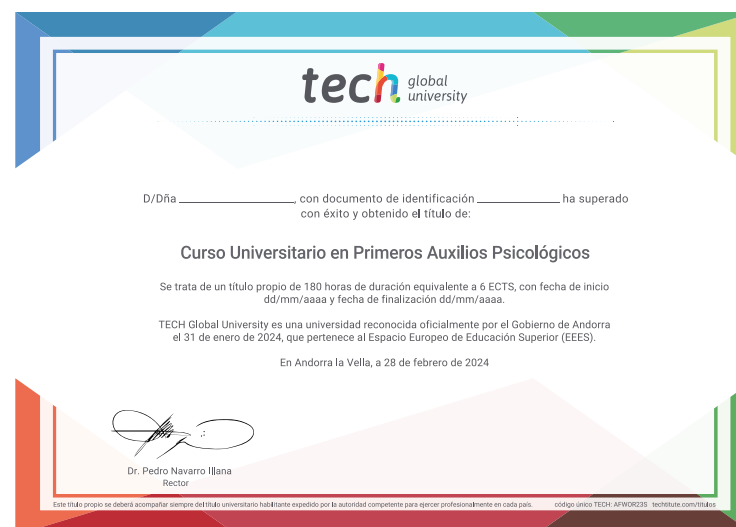 tech global university
D/Dña ____________, con documento de identificación ____________ ha superado
con éxito y obtenido el título de:
Curso Universitario en Primeros Auxilios Psicológicos
Se trata de un título propio de 180 horas de duración equivalente a 6 ECTS, con fecha de inicio
dd/mm/aaaa y fecha de finalización dd/mm/aaaa.
TECH Global University es una universidad reconocida oficialmente por el Gobierno de Andorra
el 31 de enero de 2024, que pertenece al Espacio Europeo de Educación Superior (EEES).
En Andorra la Vella, a 28 de febrero de 2024
Dr. Pedro Navarro Illana
Rector
Este título propio se deberá acompañar siempre del título universitario habilitante expedido por la autoridad competente para ejercer profesionalmente en cada país. código único TECH: AFWOR23S techtitute.com/titulos